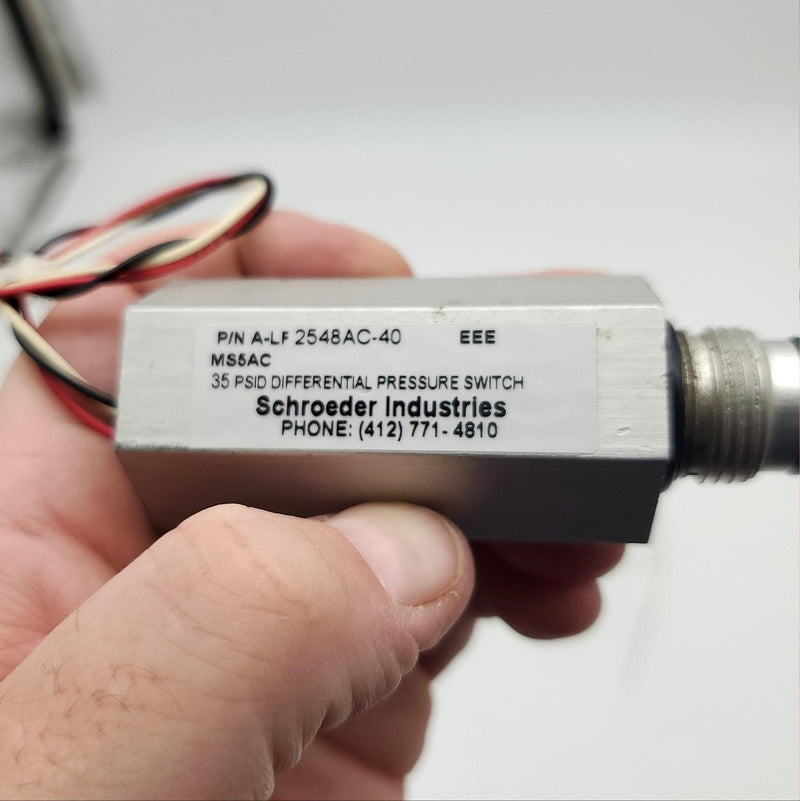 P/N A-LF 2548AC-40 EEE
MS5AC
35 PSID DIFFERENTIAL PRESSURE SWITCH
Schroeder Industries
PHONE: (412) 771-4810